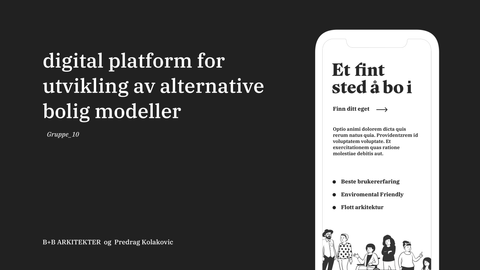 digital platform for
utvikling av alternative
bolig modeller
Gruppe_10
B+B ARKITEKTER og Predrag Kolakovic
Et fint
sted å bo i
Finn ditt eget
Optio animi dolorem dicta quis
rerum natus quia. Providentrem id
voluptatem voluptate. Et
exercitationem quas ratione
molestiae debitis aut.
Beste brukererfaring
Enviromental Friendly
Flott arkitektur